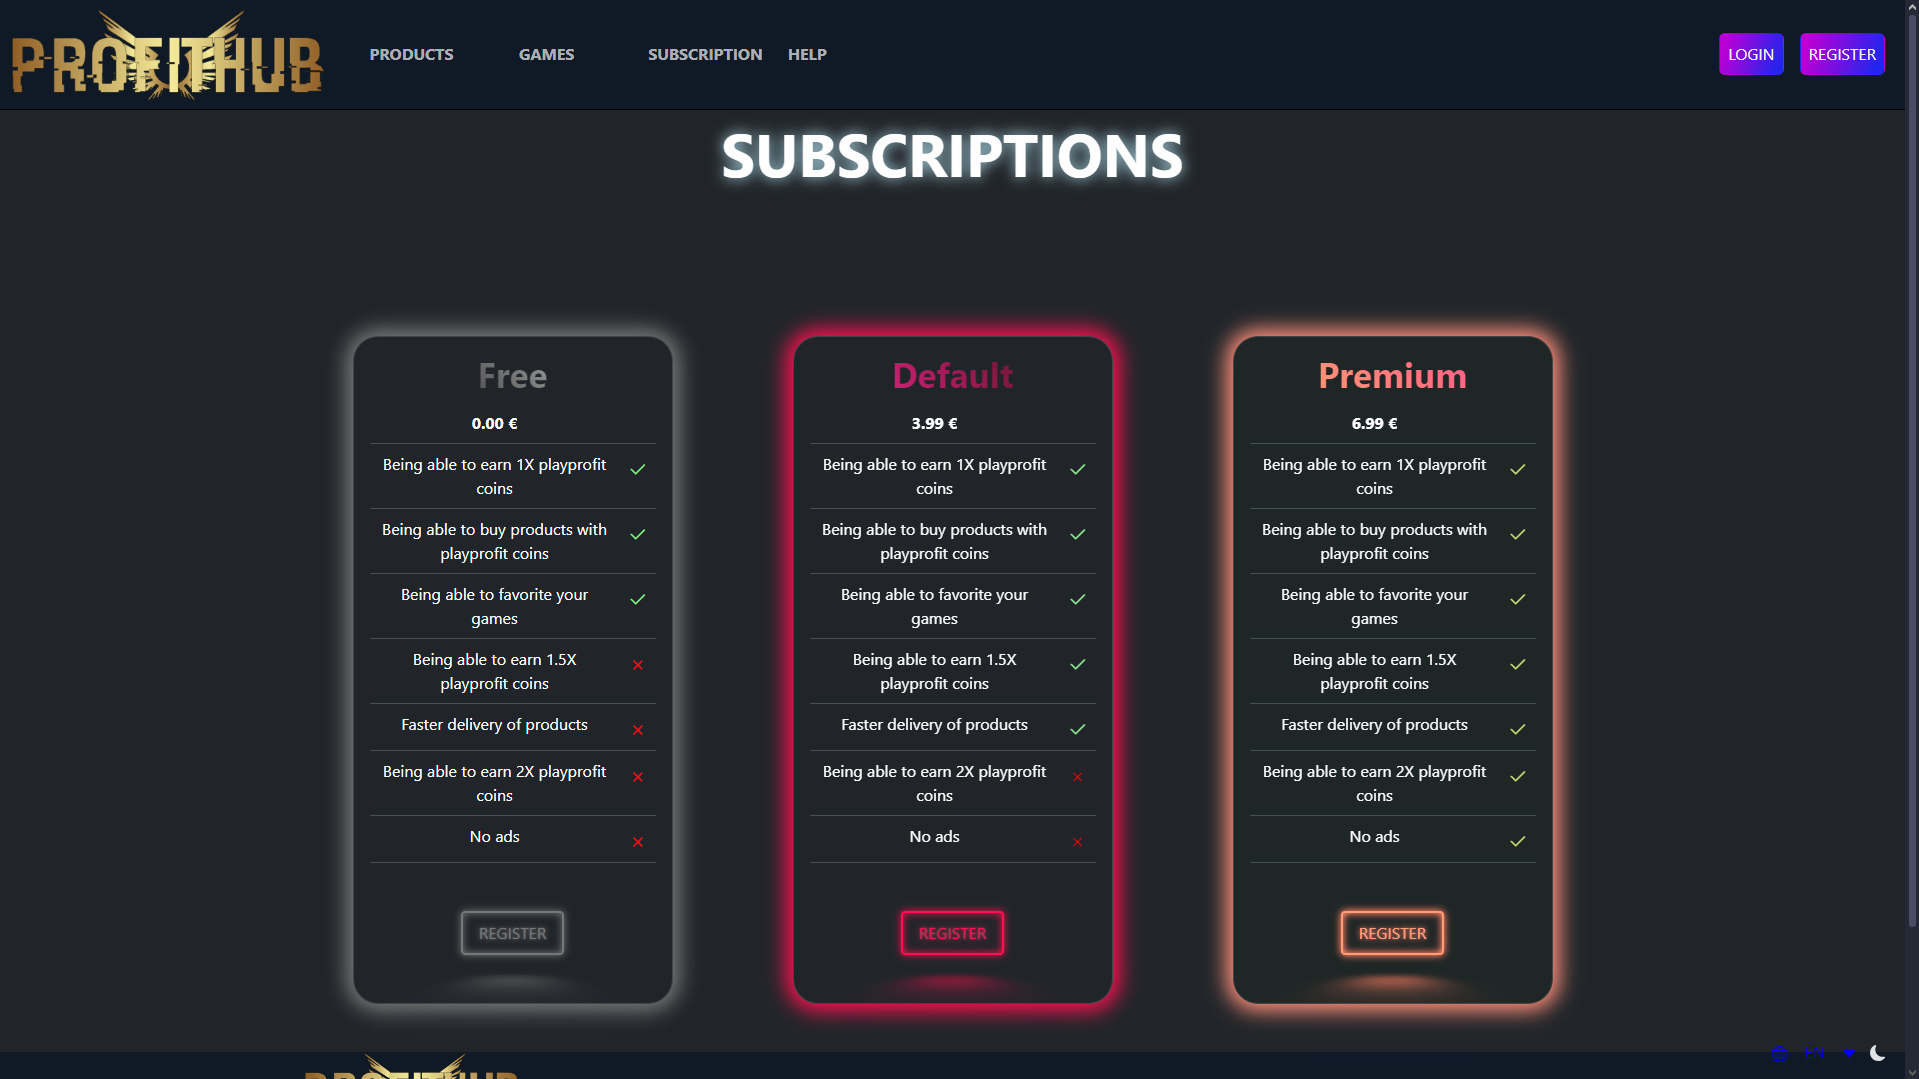 PROFITHUB
PRODUCTS
GAMES
SUBSCRIPTION
HELP
LOGIN
REGISTER
SUBSCRIPTIONS
Free
0.00 €
Being able to earn 1X playprofit
coins
Being able to buy products with
playprofit coins
Being able to favorite your
games
Being able to earn 1.5X
playprofit coins
Faster delivery of products
Being able to earn 2X playprofit
coins
No ads
REGISTER
Default
3.99 €
Being able to earn 1X playprofit
coins
Being able to buy products with
playprofit coins
Being able to favorite your
games
Being able to earn 1.5X
playprofit coins
Faster delivery of products
Being able to earn 2X playprofit
coins
No ads
REGISTER
Premium
6.99 €
Being able to earn 1X playprofit
coins
Being able to buy products with
playprofit coins
Being able to favorite your
games
Being able to earn 1.5X
playprofit coins
Faster delivery of products
Being able to earn 2X playprofit
coins
No ads
REGISTER
EN
PROFITHUB